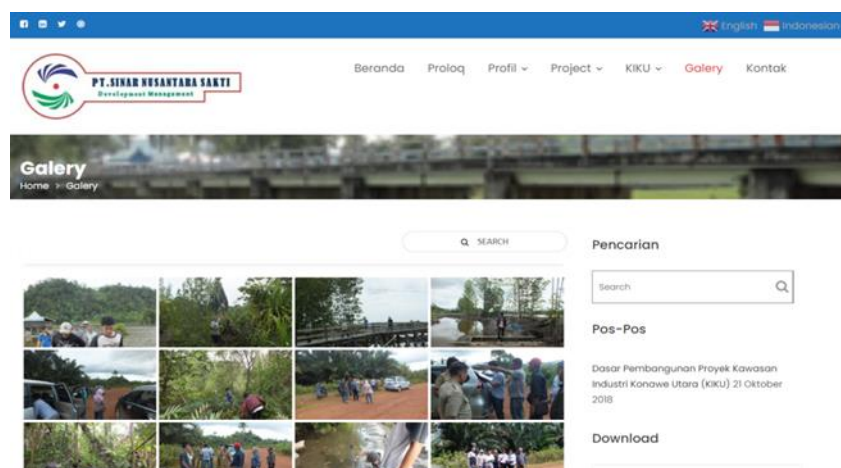 English Indonesian
PT.SINAR NUSANTARA SAKTI
Development Management
Beranda Proloq Profil Project KIKU Galery Kontak
Galery
Home > Galery
SEARCH
Pencarian
Search
Pos-Pos
Dasar Pembangunan Proyek Kawasan
Industri Konawe Utara (KIKU) 21 Oktober
2018
Download